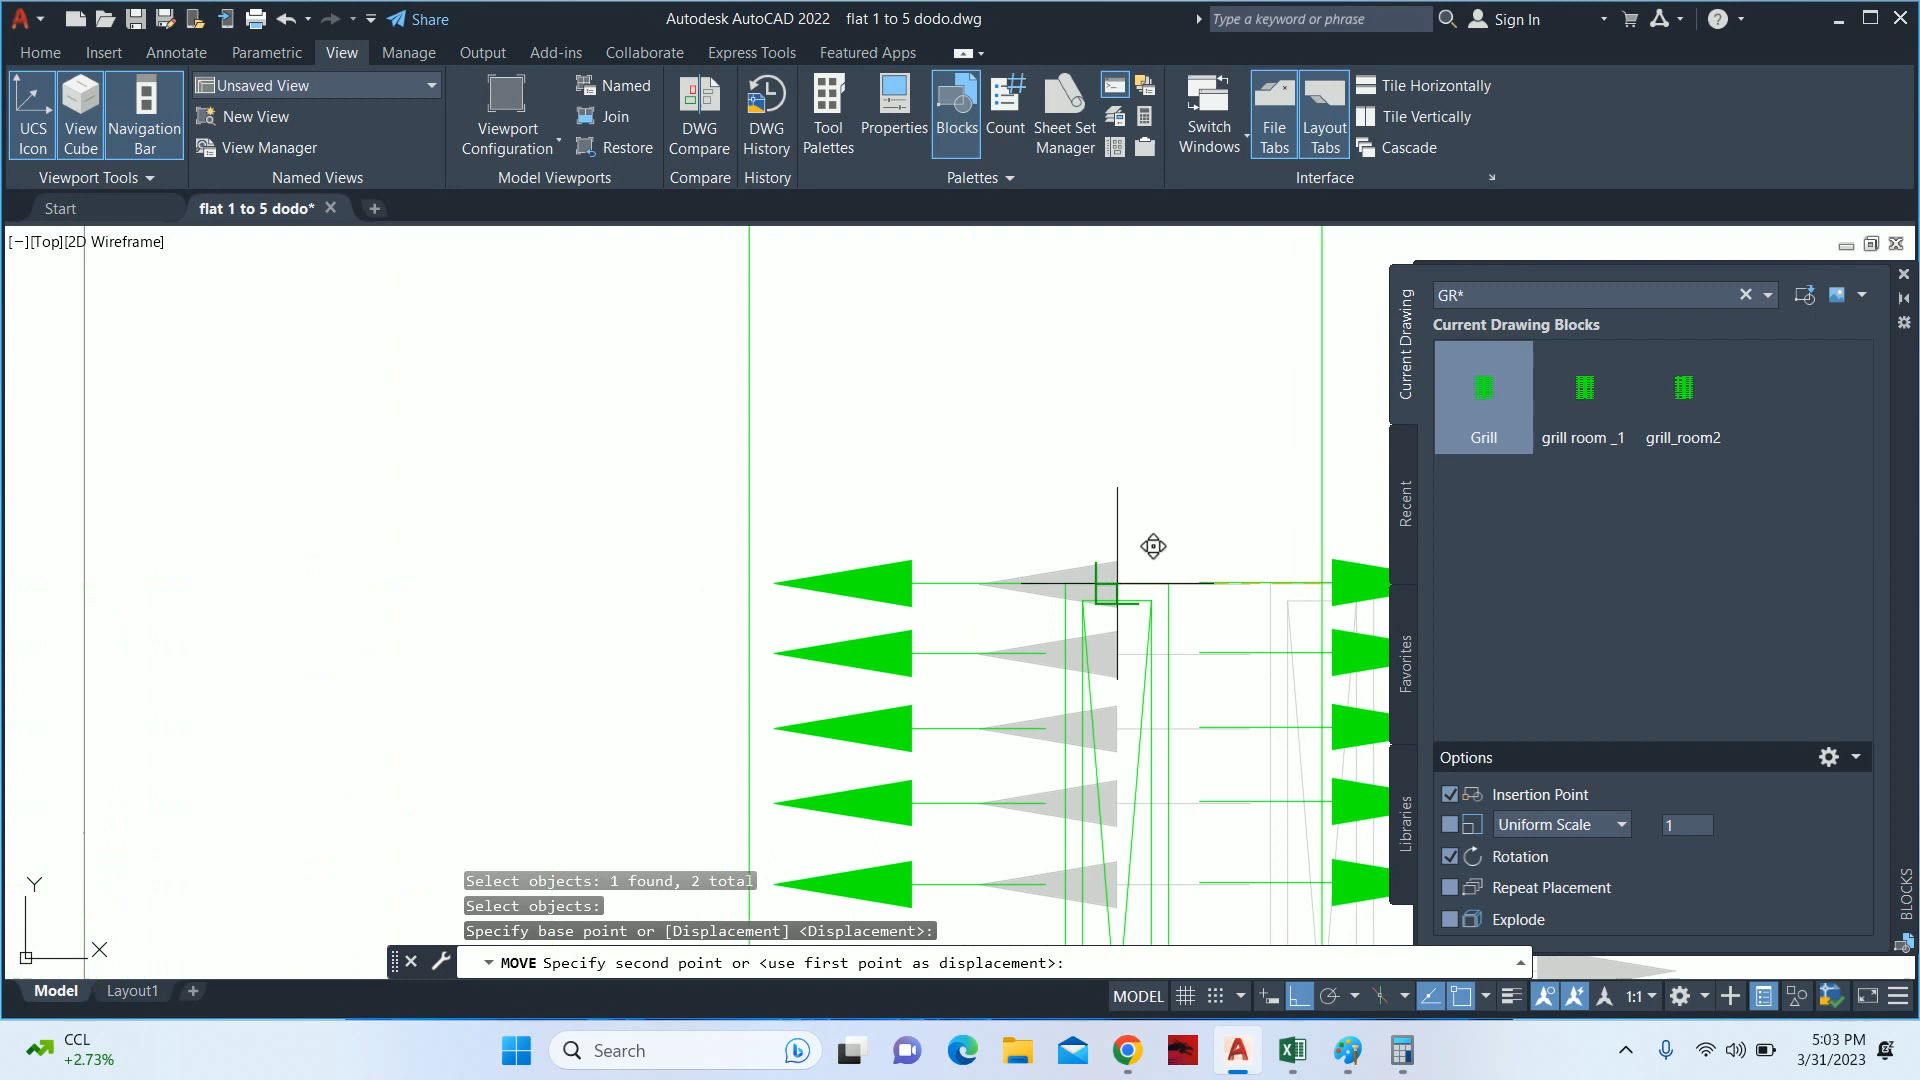 Share
Autodesk AutoCAD 2022 flat 1 to 5 dodo.dwg
Type a keyword or phrase
Sign In
Home Insert Annotate Parametric View Manage Output Add-ins Collaborate Express Tools Featured Apps
UCS Icon
View Cube
Navigation Bar
Viewport Tools
Unsaved View
New View
View Manager
Named Views
Viewport Configuration
Named
Join
Restore
Model Viewports
DWG Compare
Compare
DWG History
History
Tool Palettes
Properties
Blocks
Count
Sheet Set Manager
Palettes
Switch Windows
File Tabs
Layout Tabs
Tile Horizontally
Tile Vertically
Cascade
Interface
Start
flat 1 to 5 dodo*
[−][Top][2D Wireframe]
GR*
Current Drawing Blocks
Grill grill room _1 grill_room2
Current Drawing
Recent
Favorites
Libraries
Options
Insertion Point
Uniform Scale 1
Rotation
Repeat Placement
Explode
BLOCKS
Y
X
Select objects: 1 found, 2 total
Select objects:
Specify base point or [Displacement] <Displacement>:
MOVE Specify second point or <use first point as displacement>:
Model Layout1
MODEL
1:1
CCL
+2.73%
Search
5:03 PM
3/31/2023